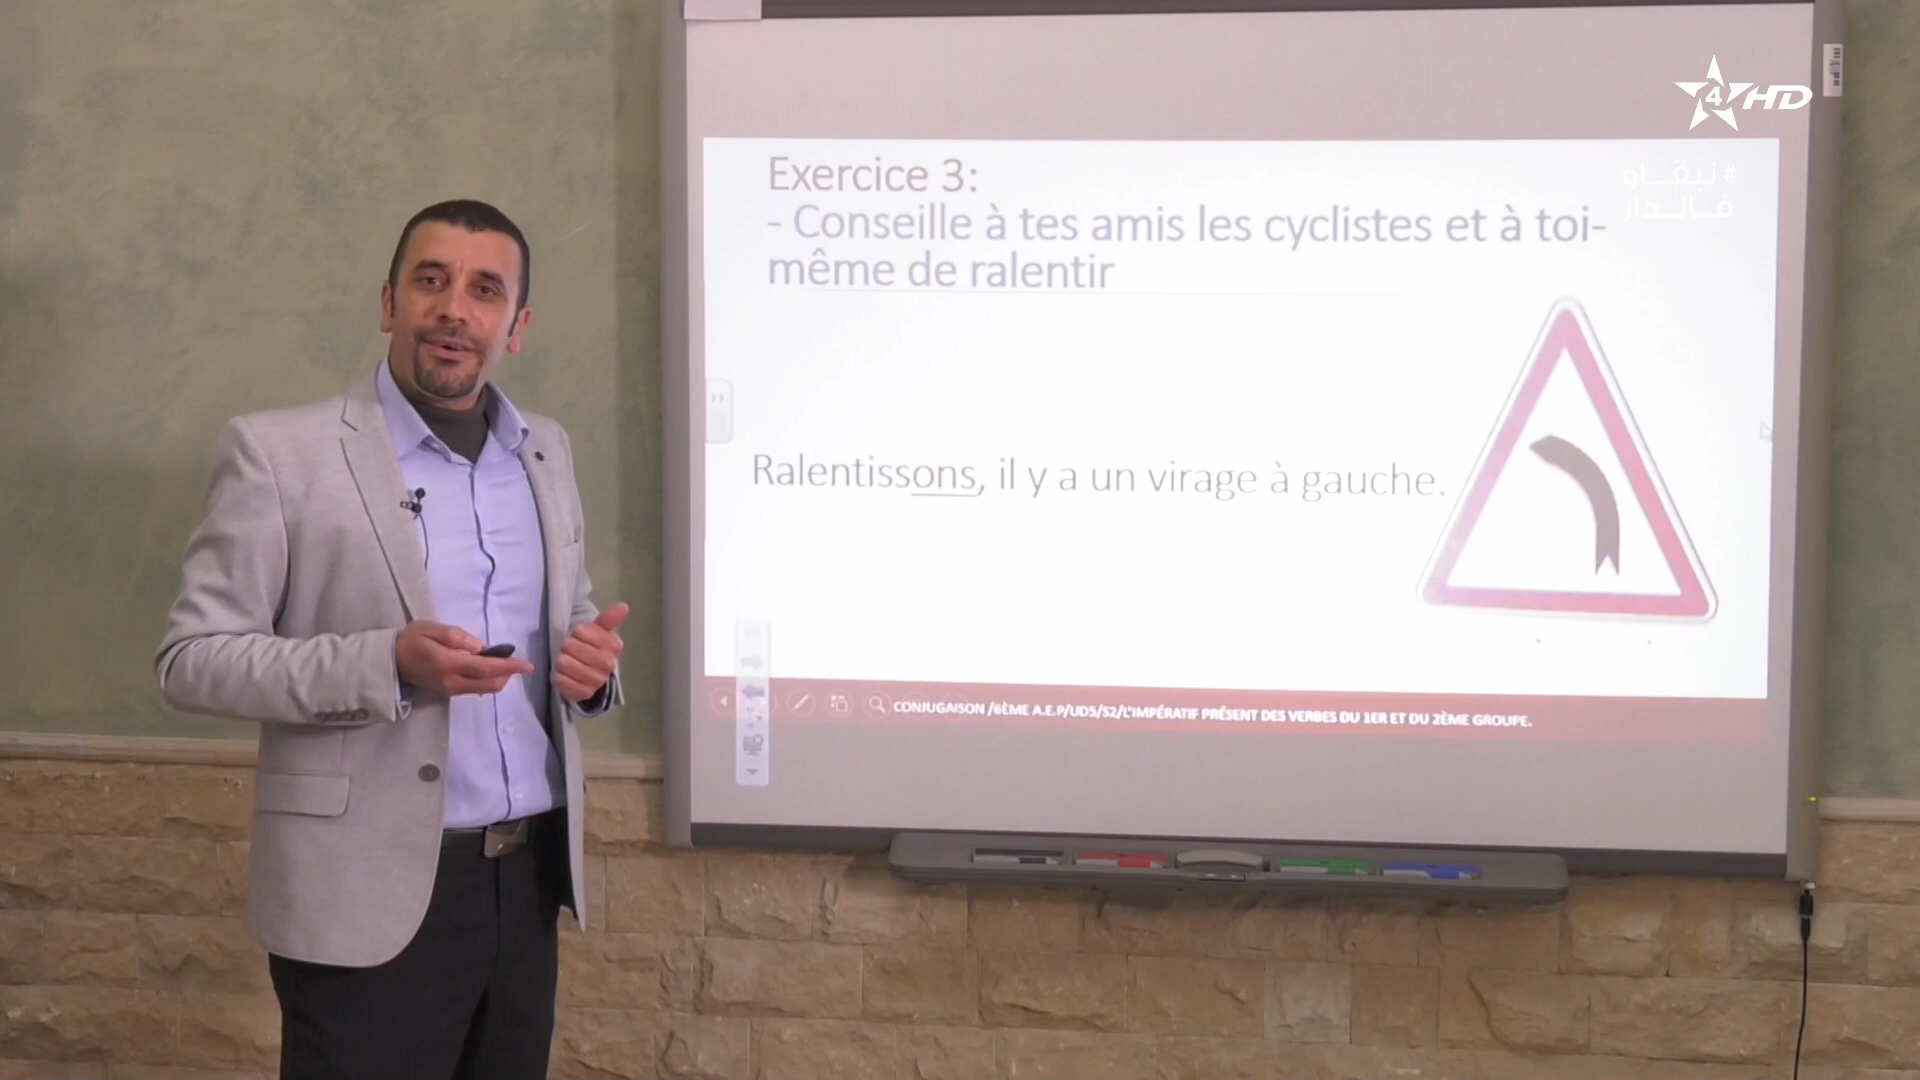 4 HD
#نبقاو
فالدار
Exercice 3:
- Conseille à tes amis les cyclistes et à toi-
même de ralentir
Ralentissons, il y a un virage à gauche.
CONJUGAISON /6ÈME A.E.P/UD5/S2/L'IMPÉRATIF PRÉSENT DES VERBES DU 1ER ET DU 2ÈME GROUPE.